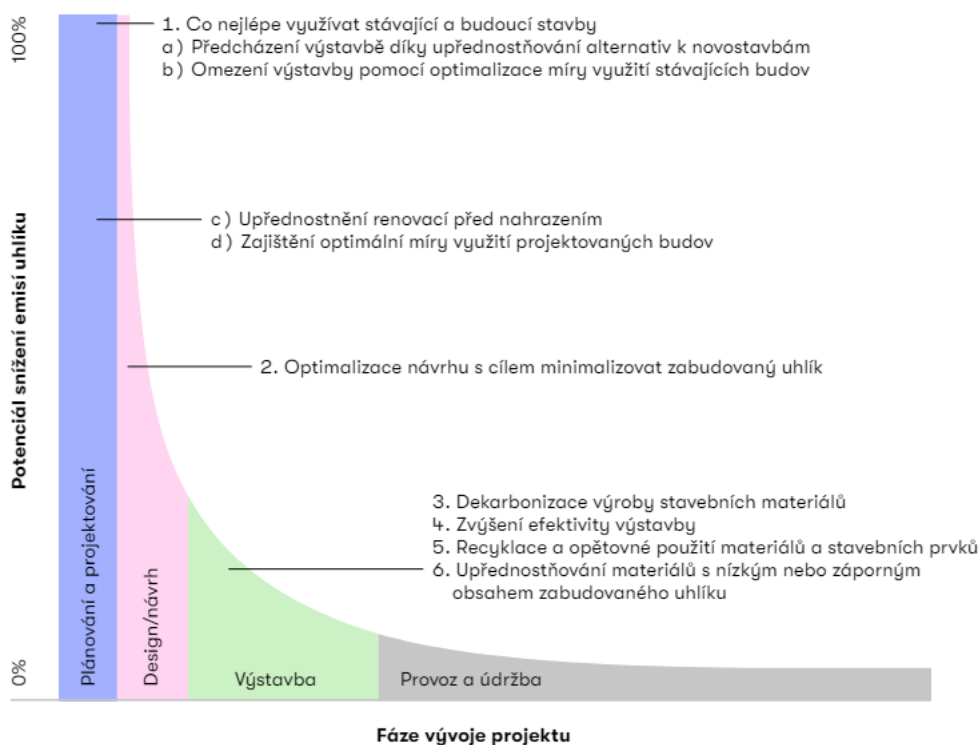 100%
1. Co nejlépe využívat stávající a budoucí stavby
a) Předcházení výstavbě díky upřednostňování alternativ k novostavbám
b) Omezení výstavby pomocí optimalizace míry využití stávajících budov
c) Upřednostnění renovací před nahrazením
d) Zajištění optimální míry využití projektovaných budov
Potenciál snížení emisí uhlíku
2. Optimalizace návrhu s cílem minimalizovat zabudovaný uhlík
3. Dekarbonizace výroby stavebních materiálů
4. Zvýšení efektivity výstavby
5. Recyklace a opětovné použití materiálů a stavebních prvků
6. Upřednostňování materiálů s nízkým nebo záporným
obsahem zabudovaného uhlíku
0%
Plánování a projektování
Design/návrh
Výstavba
Provoz a údržba
Fáze vývoje projektu